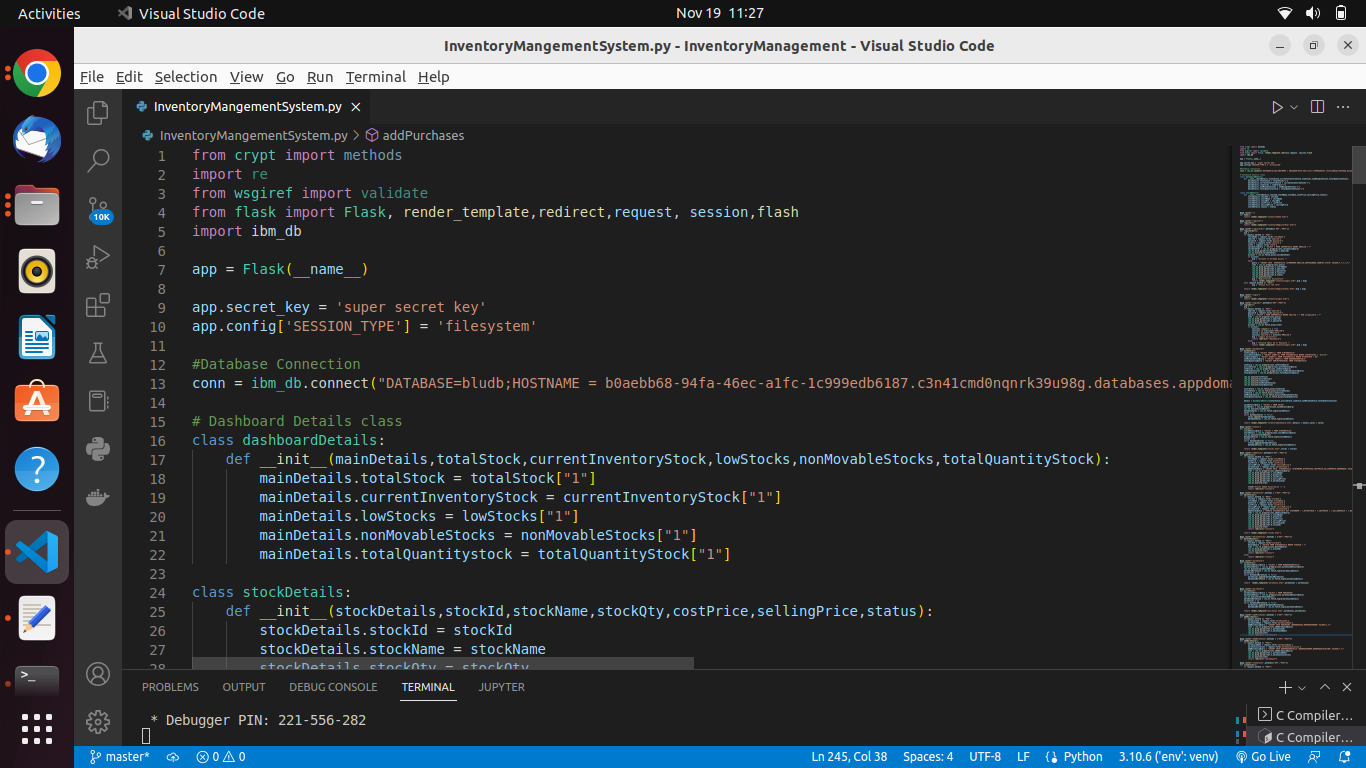 Activities
Visual Studio Code
Nov 19 11:27
InventoryMangementSystem.py - InventoryManagement - Visual Studio Code
File Edit Selection View Go Run Terminal Help
InventoryMangementSystem.py
InventoryMangementSystem.py > addPurchases
1 from crypt import methods
2 import re
3 from wsgiref import validate
4 from flask import Flask, render_template,redirect,request, session,flash
5 import ibm_db
6
7 app = Flask(__name__)
8
9 app.secret_key = 'super secret key'
10 app.config['SESSION_TYPE'] = 'filesystem'
11
12 #Database Connection
13 conn = ibm_db.connect("DATABASE=bludb;HOSTNAME = b0aebb68-94fa-46ec-a1fc-1c999edb6187.c3n41cmd0nqnrk39u98g.databases.appdoma
14
15 # Dashboard Details class
16 class dashboardDetails:
17 def __init__(mainDetails,totalStock,currentInventoryStock,lowStocks,nonMovableStocks,totalQuantityStock):
18 mainDetails.totalStock = totalStock["1"]
19 mainDetails.currentInventoryStock = currentInventoryStock["1"]
20 mainDetails.lowStocks = lowStocks["1"]
21 mainDetails.nonMovableStocks = nonMovableStocks["1"]
22 mainDetails.totalQuantitystock = totalQuantityStock["1"]
23
24 class stockDetails:
25 def __init__(stockDetails,stockId,stockName,stockQty,costPrice,sellingPrice,status):
26 stockDetails.stockId = stockId
27 stockDetails.stockName = stockName
28 stockDetails.stockQty = stockQty
10K
PROBLEMS OUTPUT DEBUG CONSOLE TERMINAL JUPYTER
* Debugger PIN: 221-556-282
C Compiler...
C Compiler...
master* 0 0 Ln 245, Col 38 Spaces: 4 UTF-8 LF Python 3.10.6 ('env': venv) Go Live